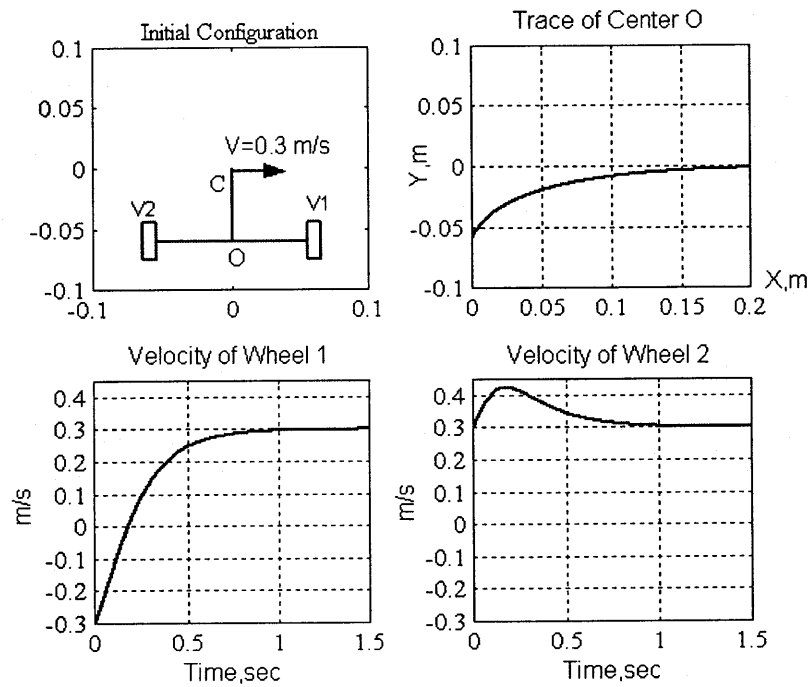 Initial Configuration
0.1
0.05
0
-0.05
-0.1
-0.1
0
0.1
V=0.3 m/s
C
V2
V1
O
Trace of Center O
0.1
0.05
0
-0.05
-0.1
Y,m
0
0.05
0.1
0.15
0.2
X,m
Velocity of Wheel 1
0.4
0.3
0.2
0.1
0
-0.1
-0.2
-0.3
m/s
0
0.5
1
1.5
Time,sec
Velocity of Wheel 2
0.4
0.3
0.2
0.1
0
-0.1
-0.2
-0.3
m/s
0
0.5
1
1.5
Time,sec